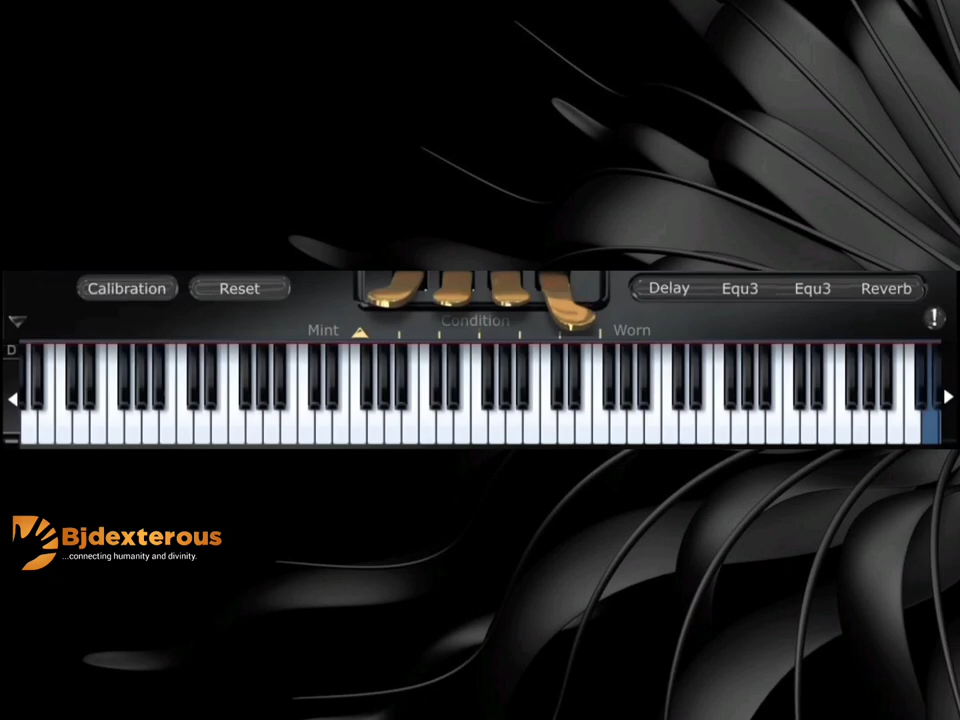 Calibration
Reset
Delay
Equ3
Equ3
Reverb
!
Condition
Mint
Worn
D
Bjdexterous
...connecting humanity and divinity.